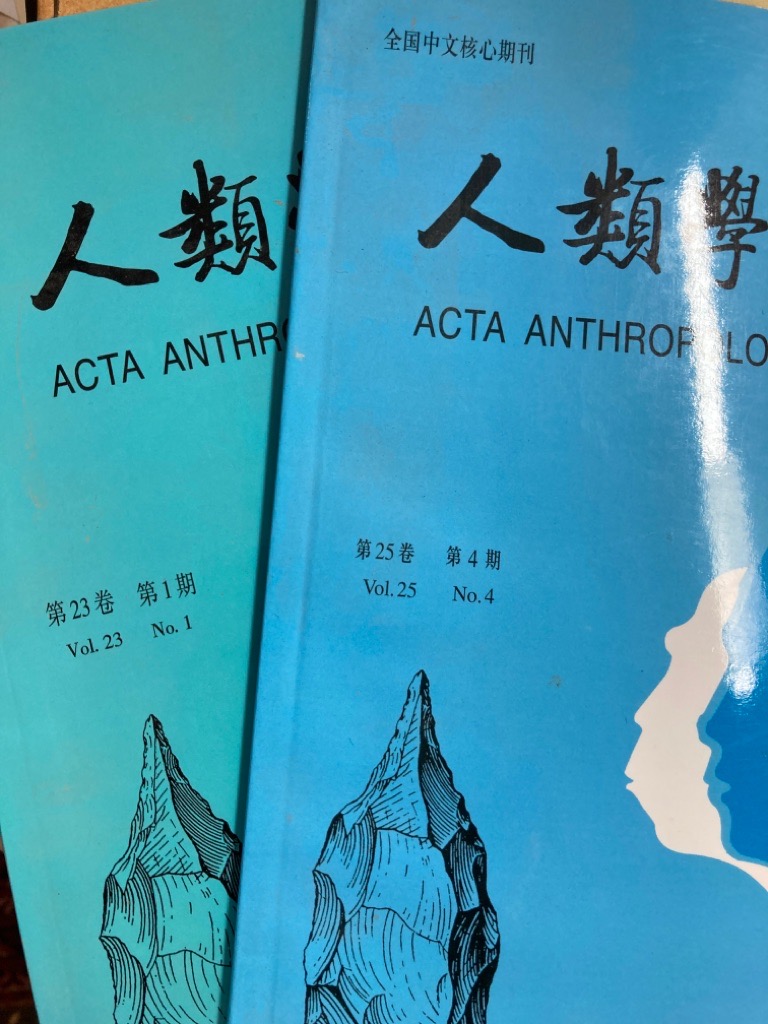 人類
ACTA ANTHR
第23卷 第1期
Vol. 23 No. 1
全国中文核心期刊
人類學
ACTA ANTHROPOLO
第25卷 第4期
Vol. 25 No. 4